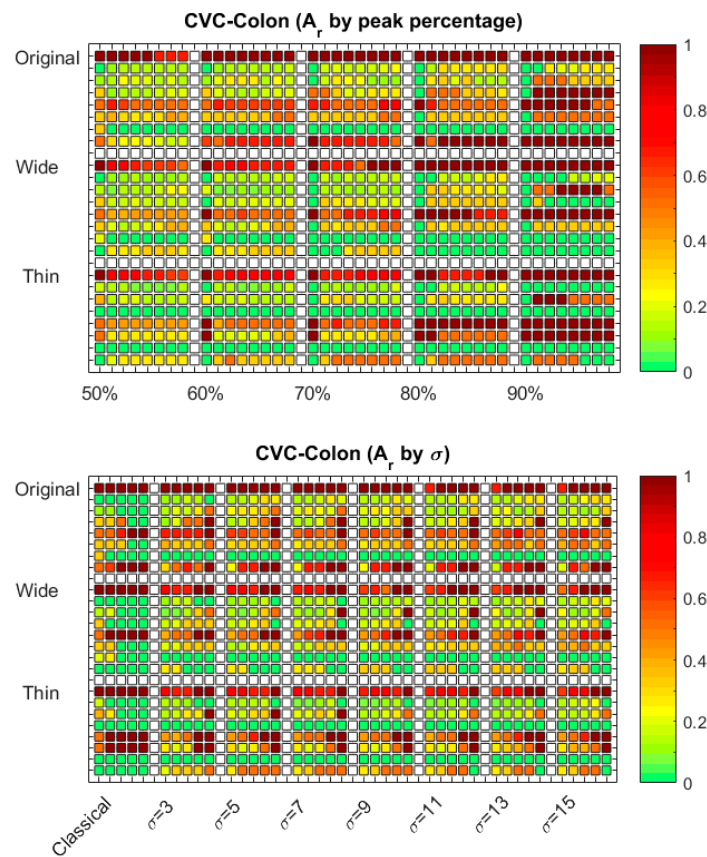 CVC-Colon (Ar by peak percentage)
Original
Wide
Thin
50% 60% 70% 80% 90%
1
0.8
0.6
0.4
0.2
0
CVC-Colon (Ar by σ)
Original
Wide
Thin
Classical σ=3 σ=5 σ=7 σ=9 σ=11 σ=13 σ=15
1
0.8
0.6
0.4
0.2
0